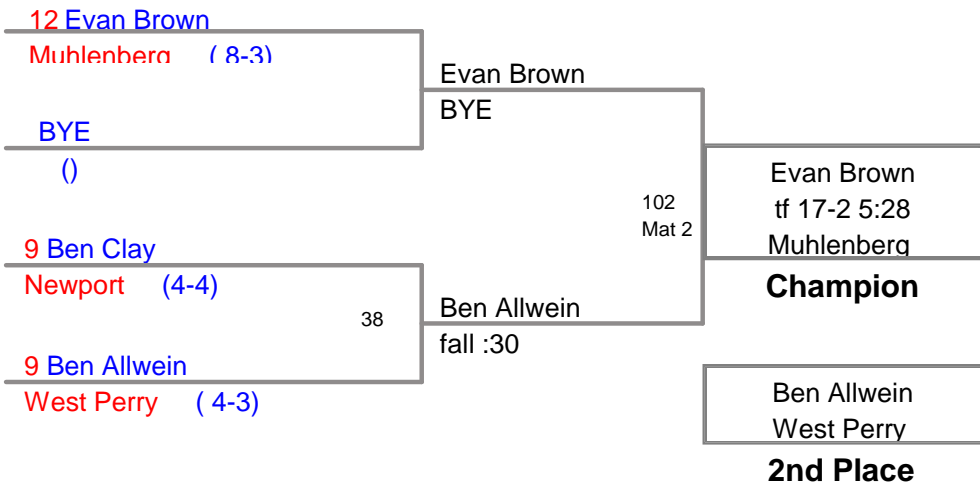 12 Evan Brown
Muhlenberg ( 8-3)
BYE
()
9 Ben Clay
Newport (4-4)
9 Ben Allwein
West Perry ( 4-3)
Evan Brown
BYE
38
Ben Allwein
fall :30
102
Mat 2
Evan Brown
tf 17-2 5:28
Muhlenberg
Champion
Ben Allwein
West Perry
2nd Place